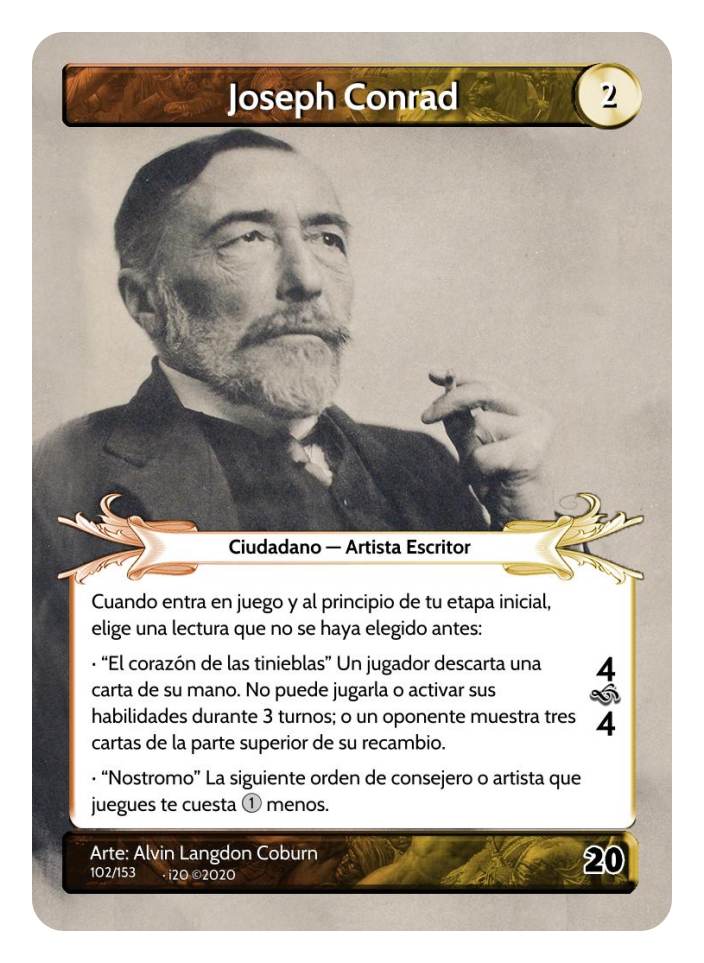 Joseph Conrad
2
Ciudadano — Artista Escritor
Cuando entra en juego y al principio de tu etapa inicial,
elige una lectura que no se haya elegido antes:
· “El corazón de las tinieblas” Un jugador descarta una
carta de su mano. No puede jugarla o activar sus
habilidades durante 3 turnos; o un oponente muestra tres
cartas de la parte superior de su recambio.
· “Nostromo” La siguiente orden de consejero o artista que
juegues te cuesta 1 menos.
4
4
Arte: Alvin Langdon Coburn
102/153 · i20 ©2020
20